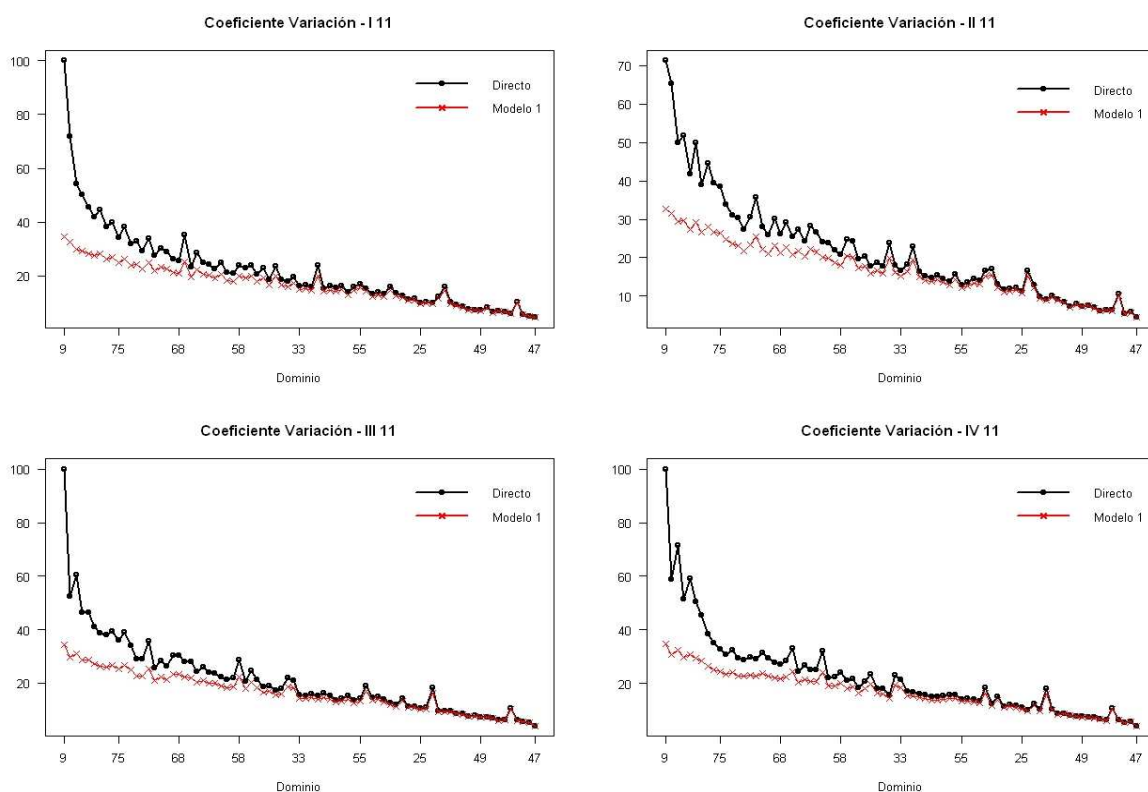 Coeficiente Variación - I 11
100
80
60
40
20
Directo
Modelo 1
9 75 68 58 33 55 25 49 47
Dominio
Coeficiente Variación - II 11
70
60
50
40
30
20
10
Directo
Modelo 1
9 75 68 58 33 55 25 49 47
Dominio
Coeficiente Variación - III 11
100
80
60
40
20
Directo
Modelo 1
9 75 68 58 33 55 25 49 47
Dominio
Coeficiente Variación - IV 11
100
80
60
40
20
Directo
Modelo 1
9 75 68 58 33 55 25 49 47
Dominio